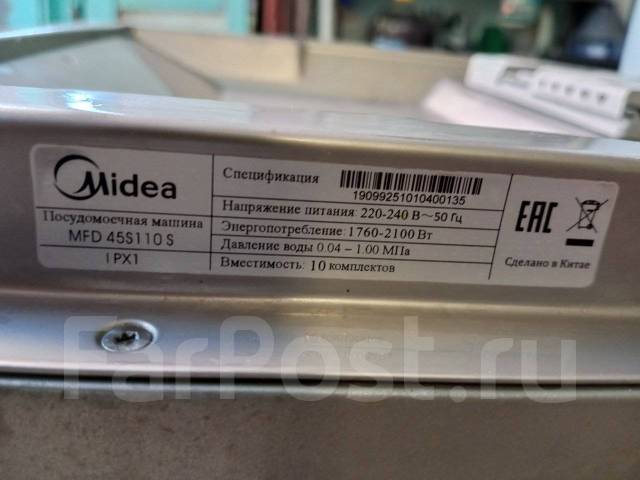 Midea
Посудомоечная машина
MFD 45S110 S
IPX1
Спецификация
19099251010400135
Напряжение питания: 220-240 В~50 Гц
Энергопотребление: 1760-2100 Вт
Давление воды 0.04 – 1.00 МПа
Вместимость: 10 комплектов
EAC
Сделано в Китае
FarPost.ru